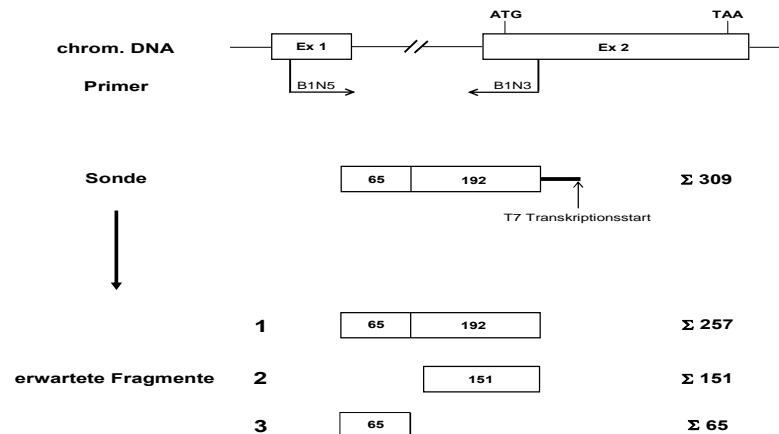 ATG TAA
chrom. DNA Ex 1 Ex 2
Primer B1N5 B1N3
Sonde 65 192 Σ 309
T7 Transkriptionsstart
1 65 192 Σ 257
erwartete Fragmente 2 151 Σ 151
3 65 Σ 65